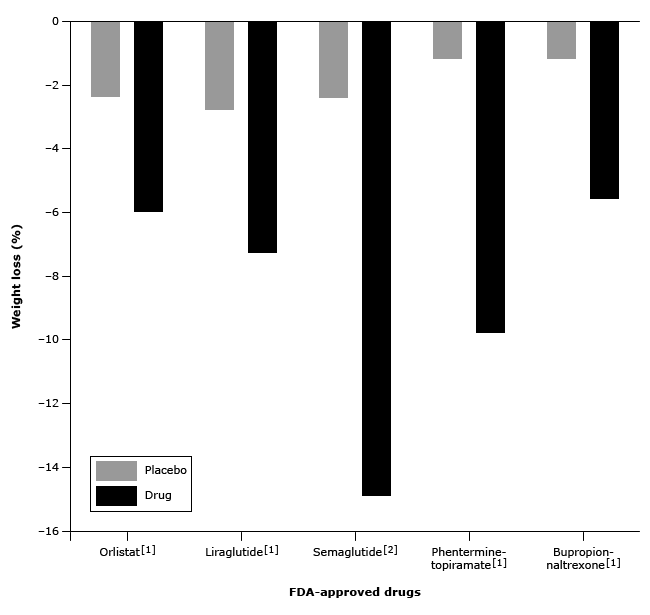 0
−2
−4
−6
−8
−10
−12
−14
−16
Weight loss (%)
Placebo
Drug
Orlistat[1]
Liraglutide[1]
Semaglutide[2]
Phentermine-
topiramate[1]
Bupropion-
naltrexone[1]
FDA-approved drugs